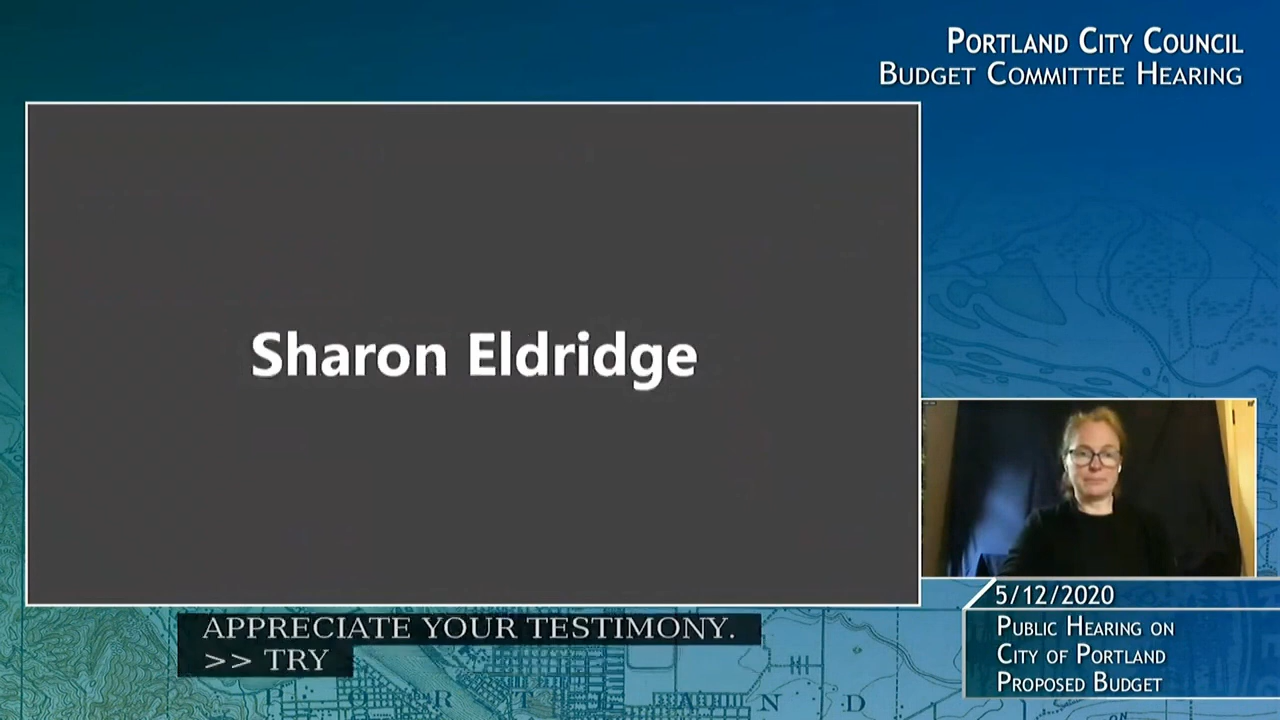 PORTLAND CITY COUNCIL
BUDGET COMMITTEE HEARING
Sharon Eldridge
APPRECIATE YOUR TESTIMONY.
>> TRY
5/12/2020
PUBLIC HEARING ON
CITY OF PORTLAND
PROPOSED BUDGET
P O R T L A N D